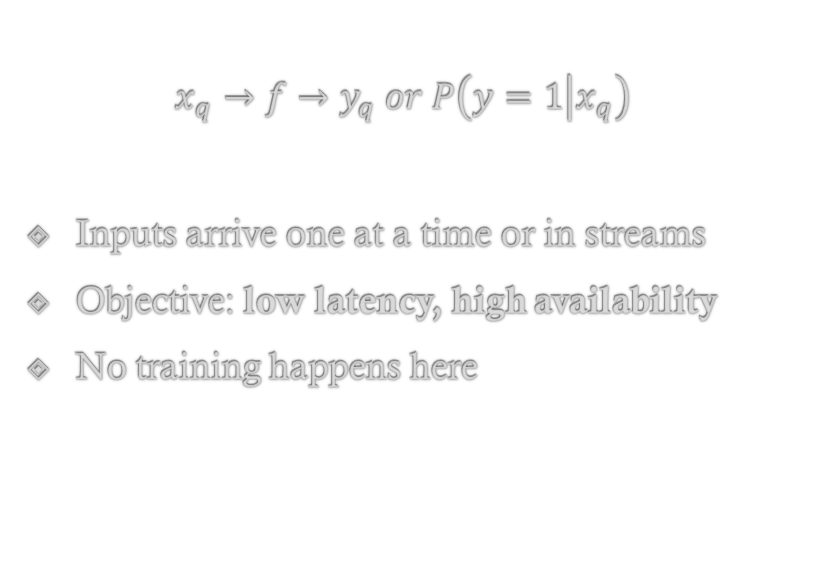 x_q → f → y_q or P(y = 1|x_q)
❖ Inputs arrive one at a time or in streams
❖ Objective: low latency, high availability
❖ No training happens here